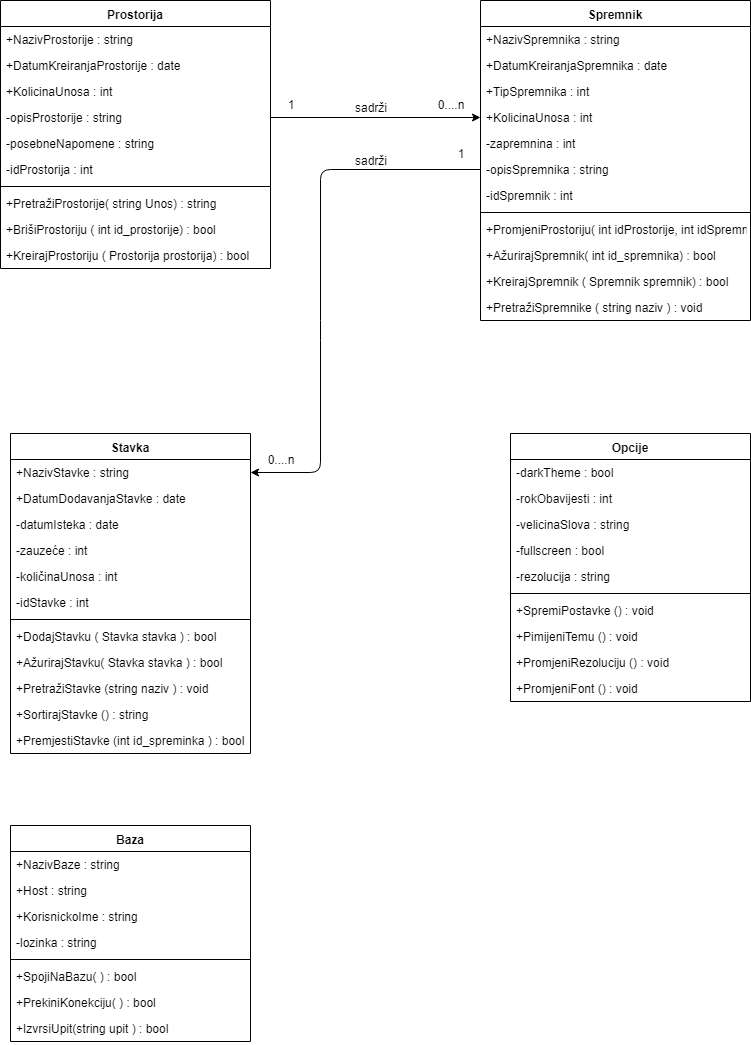 Prostorija
+NazivProstorije : string
+DatumKreiranjaProstorije : date
+KolicinaUnosa : int
-opisProstorije : string
-posebneNapomene : string
-idProstorija : int
+PretražiProstorije( string Unos) : string
+BrišiProstoriju ( int id_prostorije) : bool
+KreirajProstoriju ( Prostorija prostorija) : bool
1
sadrži
0....n
Spremnik
+NazivSpremnika : string
+DatumKreiranjaSpremnika : date
+TipSpremnika : int
+KolicinaUnosa : int
-zapremnina : int
-opisSpremnika : string
-idSpremnik : int
+PromjeniProstoriju( int idProstorije, int idSpremn
+AžurirajSpremnik( int id_spremnika) : bool
+KreirajSpremnik ( Spremnik spremnik) : bool
+PretražiSpremnike ( string naziv ) : void
1
sadrži
0....n
Stavka
+NazivStavke : string
+DatumDodavanjaStavke : date
-datumIsteka : date
-zauzeće : int
-količinaUnosa : int
-idStavke : int
+DodajStavku ( Stavka stavka ) : bool
+AžurirajStavku( Stavka stavka ) : bool
+PretražiStavke (string naziv ) : void
+SortirajStavke () : string
+PremjestiStavke (int id_spreminka ) : bool
Opcije
-darkTheme : bool
-rokObavijesti : int
-velicinaSlova : string
-fullscreen : bool
-rezolucija : string
+SpremiPostavke () : void
+PimijeniTemu () : void
+PromjeniRezoluciju () : void
+PromjeniFont () : void
Baza
+NazivBaze : string
+Host : string
+KorisnickoIme : string
-lozinka : string
+SpojiNaBazu( ) : bool
+PrekiniKonekciju( ) : bool
+IzvrsiUpit(string upit ) : bool